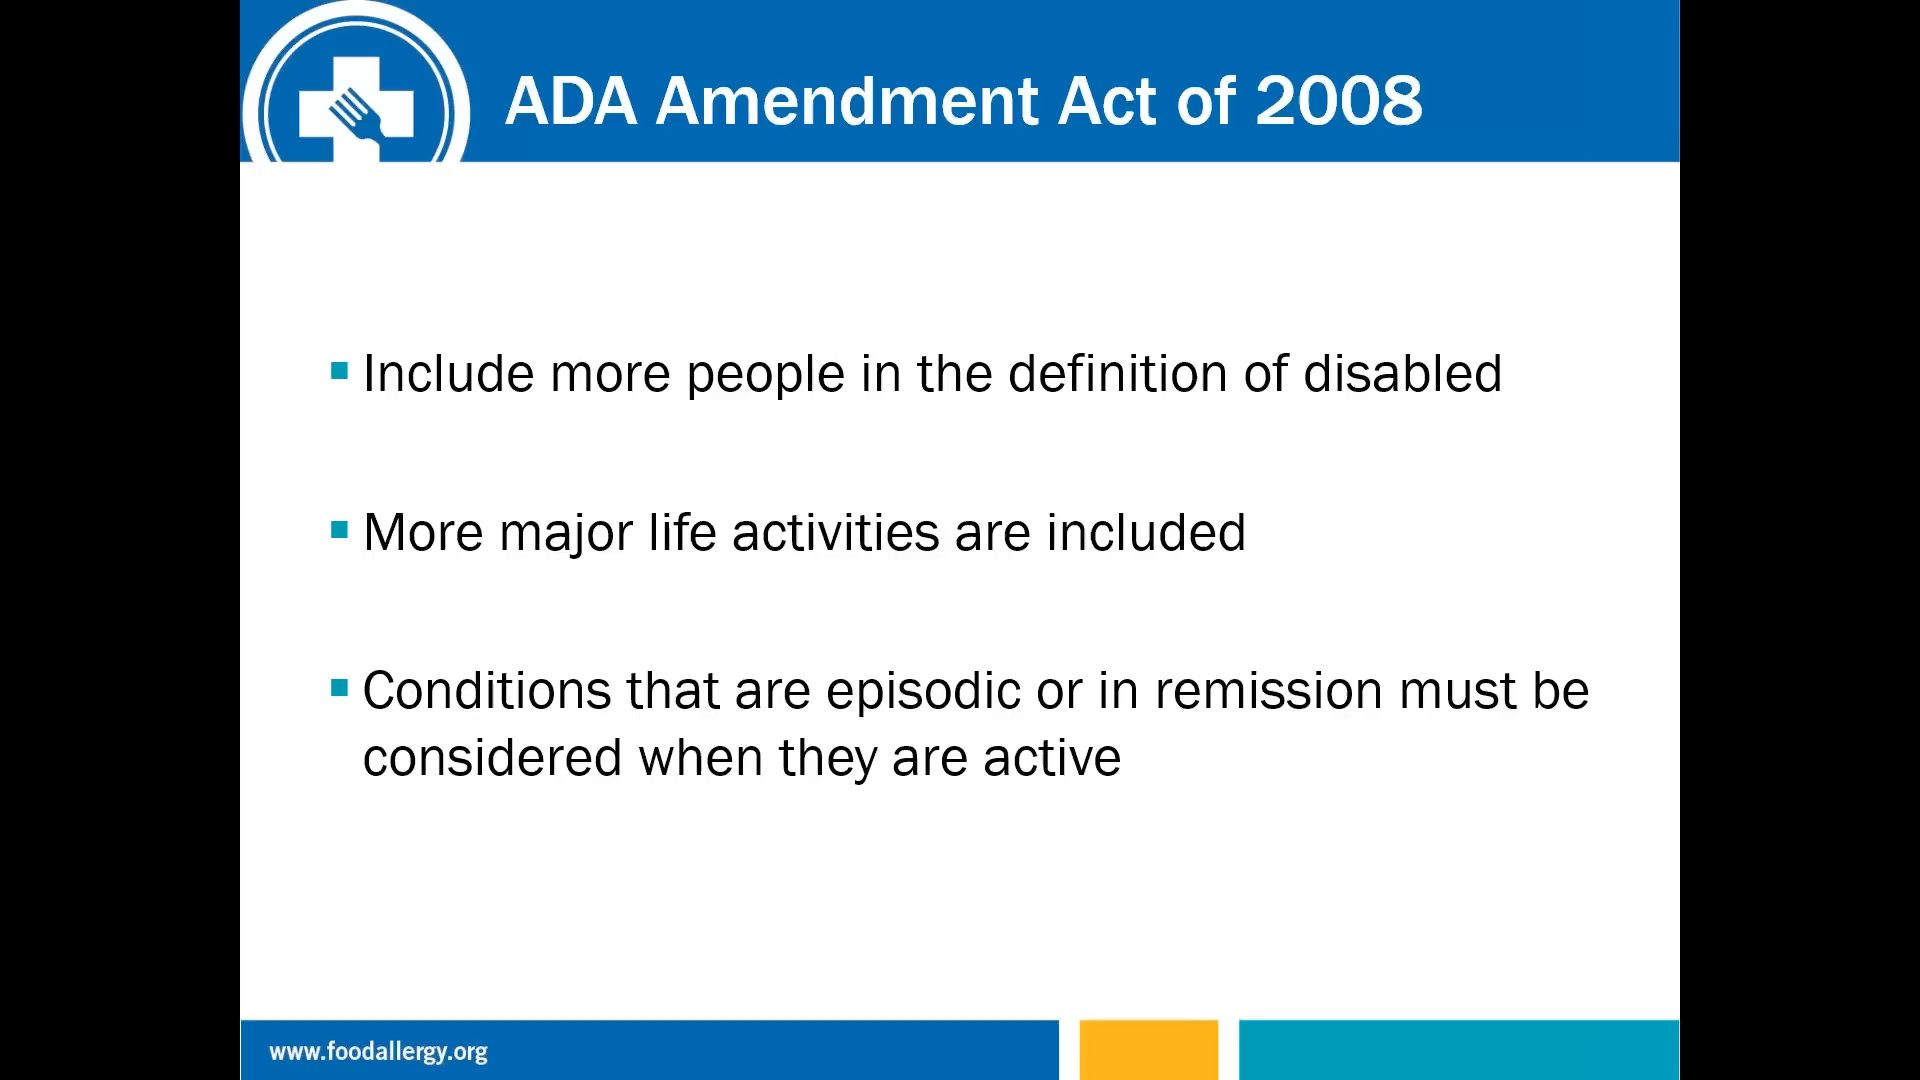 ADA Amendment Act of 2008
Include more people in the definition of disabled
More major life activities are included
Conditions that are episodic or in remission must be
considered when they are active
www.foodallergy.org